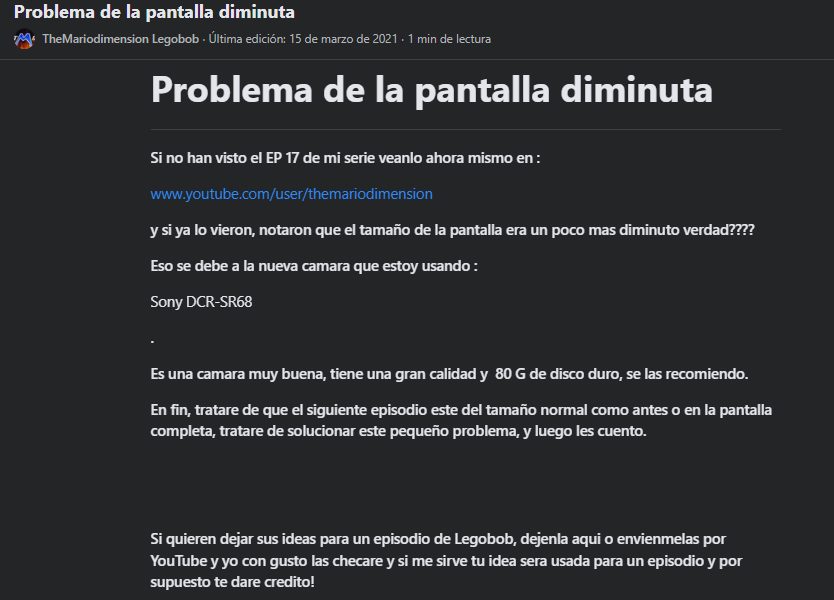 Problema de la pantalla diminuta
TheMariodimension Legobob · Última edición: 15 de marzo de 2021 · 1 min de lectura
Problema de la pantalla diminuta
Si no han visto el EP 17 de mi serie veanlo ahora mismo en :
www.youtube.com/user/themariodimension
y si ya lo vieron, notaron que el tamaño de la pantalla era un poco mas diminuto verdad????
Eso se debe a la nueva camara que estoy usando :
Sony DCR-SR68
.
Es una camara muy buena, tiene una gran calidad y  80 G de disco duro, se las recomiendo.
En fin, tratare de que el siguiente episodio este del tamaño normal como antes o en la pantalla
completa, tratare de solucionar este pequeño problema, y luego les cuento.
Si quieren dejar sus ideas para un episodio de Legobob, dejenla aqui o envienmelas por
YouTube y yo con gusto las checare y si me sirve tu idea sera usada para un episodio y por
supuesto te dare credito!